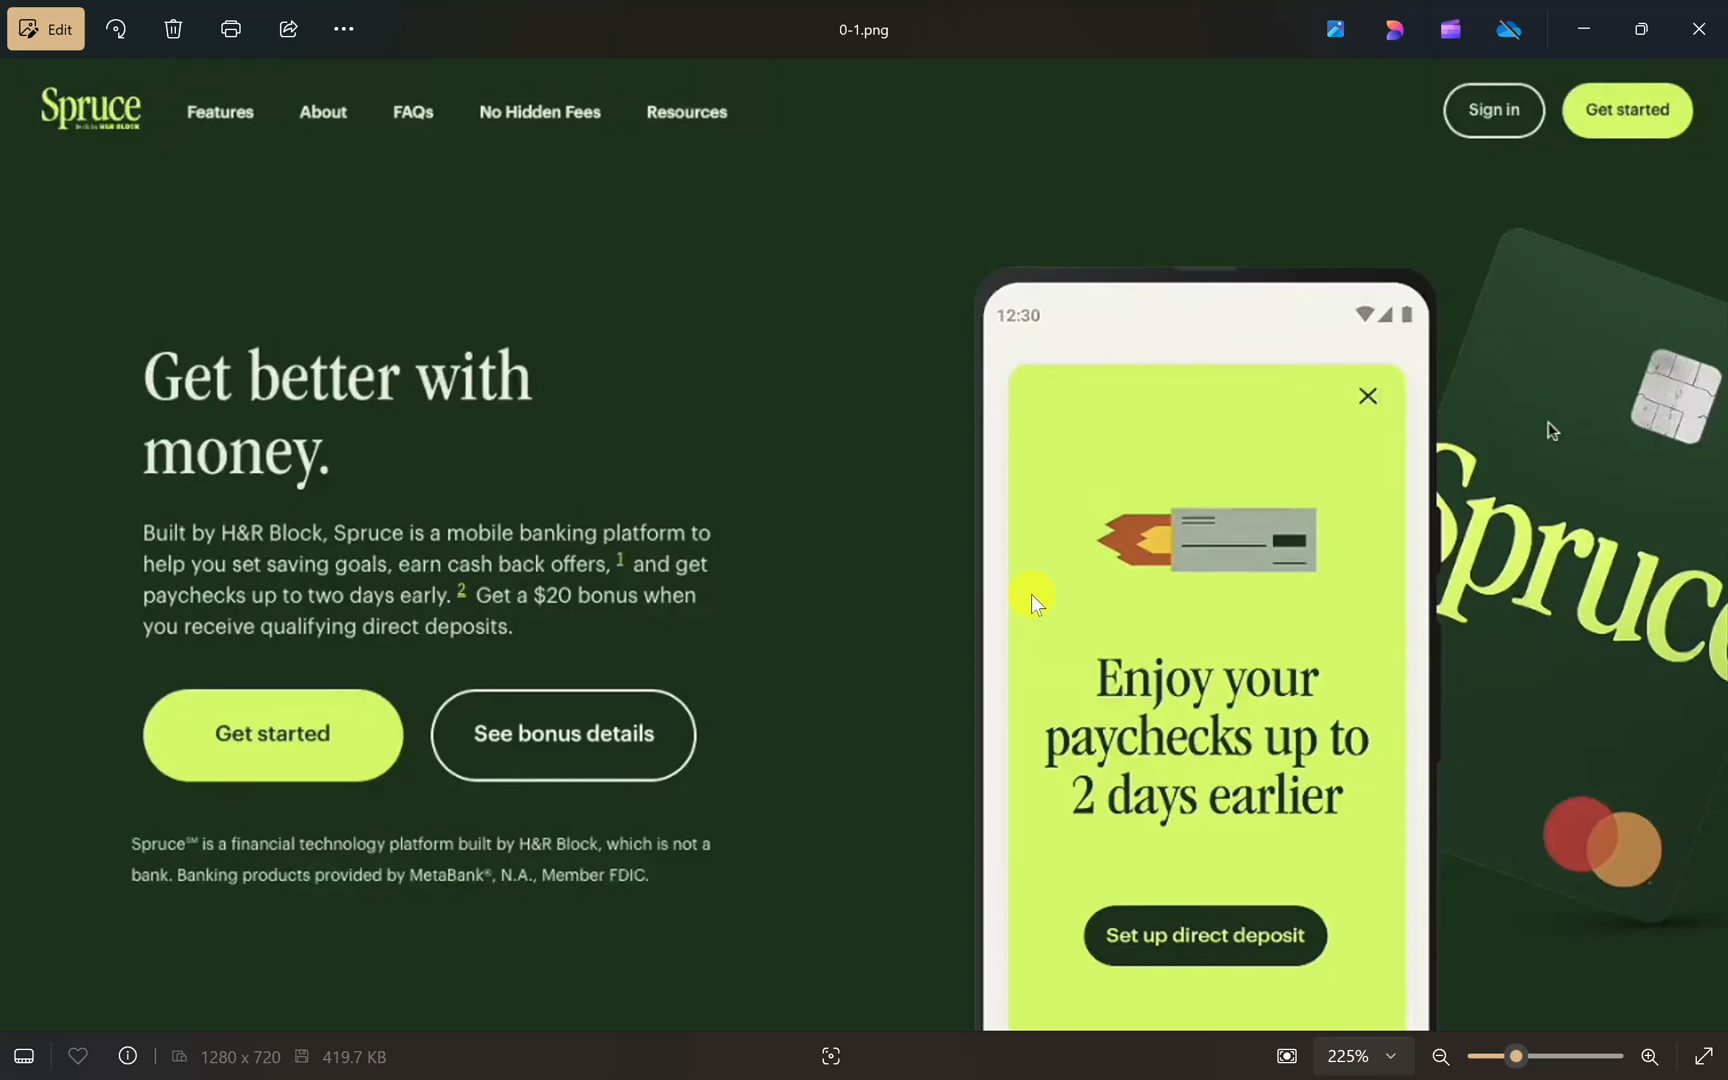 Edit
0-1.png
Spruce
Built by H&R BLOCK
Features
About
FAQs
No Hidden Fees
Resources
Sign in
Get started
Get better with
money.
Built by H&R Block, Spruce is a mobile banking platform to
help you set saving goals, earn cash back offers, 1 and get
paychecks up to two days early. 2 Get a $20 bonus when
you receive qualifying direct deposits.
Get started
See bonus details
Spruce℠ is a financial technology platform built by H&R Block, which is not a
bank. Banking products provided by MetaBank®, N.A., Member FDIC.
12:30
Enjoy your
paychecks up to
2 days earlier
Set up direct deposit
Spruce
1280 x 720
419.7 KB
225%